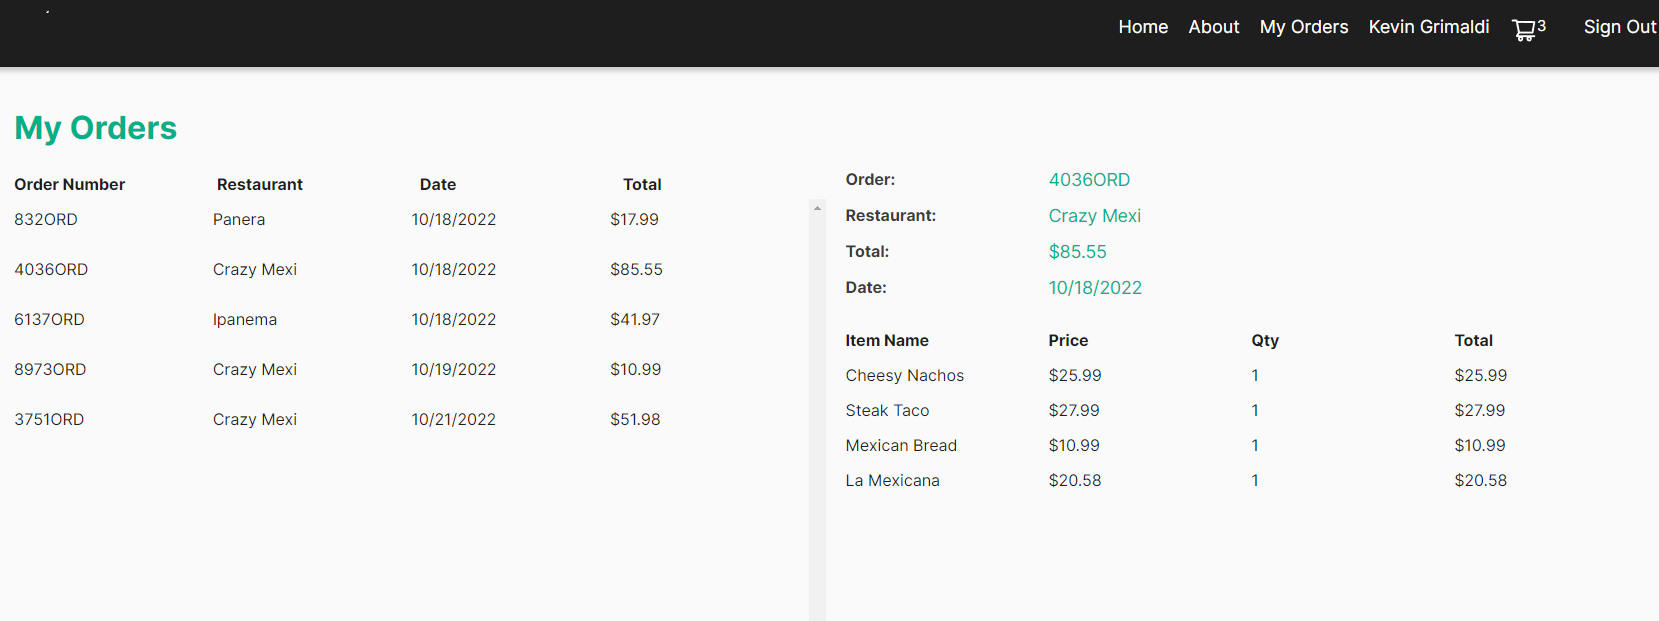 Home About My Orders Kevin Grimaldi 3 Sign Out
My Orders
Order Number Restaurant Date Total
832ORD Panera 10/18/2022 $17.99
4036ORD Crazy Mexi 10/18/2022 $85.55
6137ORD Ipanema 10/18/2022 $41.97
8973ORD Crazy Mexi 10/19/2022 $10.99
3751ORD Crazy Mexi 10/21/2022 $51.98
Order: 4036ORD
Restaurant: Crazy Mexi
Total: $85.55
Date: 10/18/2022
Item Name Price Qty Total
Cheesy Nachos $25.99 1 $25.99
Steak Taco $27.99 1 $27.99
Mexican Bread $10.99 1 $10.99
La Mexicana $20.58 1 $20.58